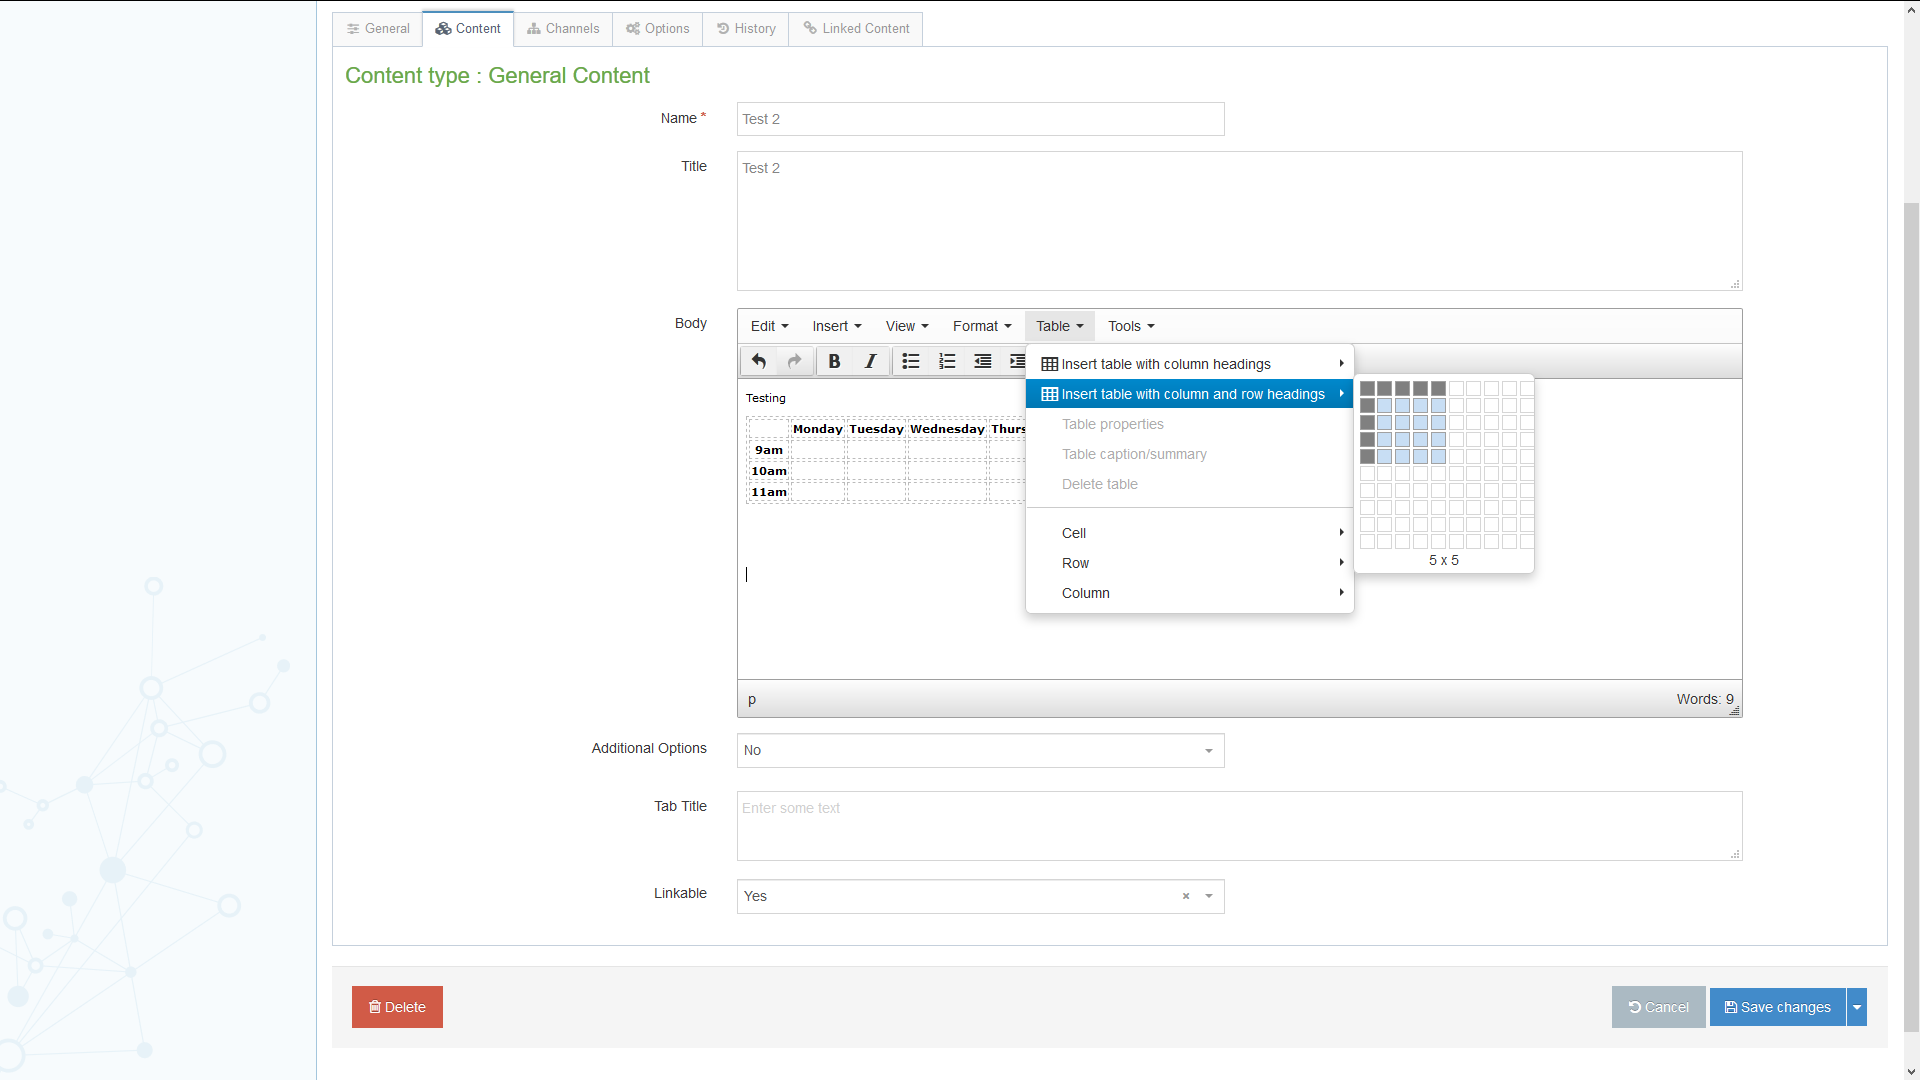 General Content Channels Options History Linked Content
Content type : General Content
Name * Test 2
Title Test 2
Body Edit Insert View Format Table Tools
B I
Insert table with column headings
Insert table with column and row headings
Table properties
Table caption/summary
Delete table
Cell
Row
Column
5 x 5
Testing
Monday Tuesday Wednesday Thurs
9am
10am
11am
p Words: 9
Additional Options No
Tab Title Enter some text
Linkable Yes ×
Delete Cancel Save changes